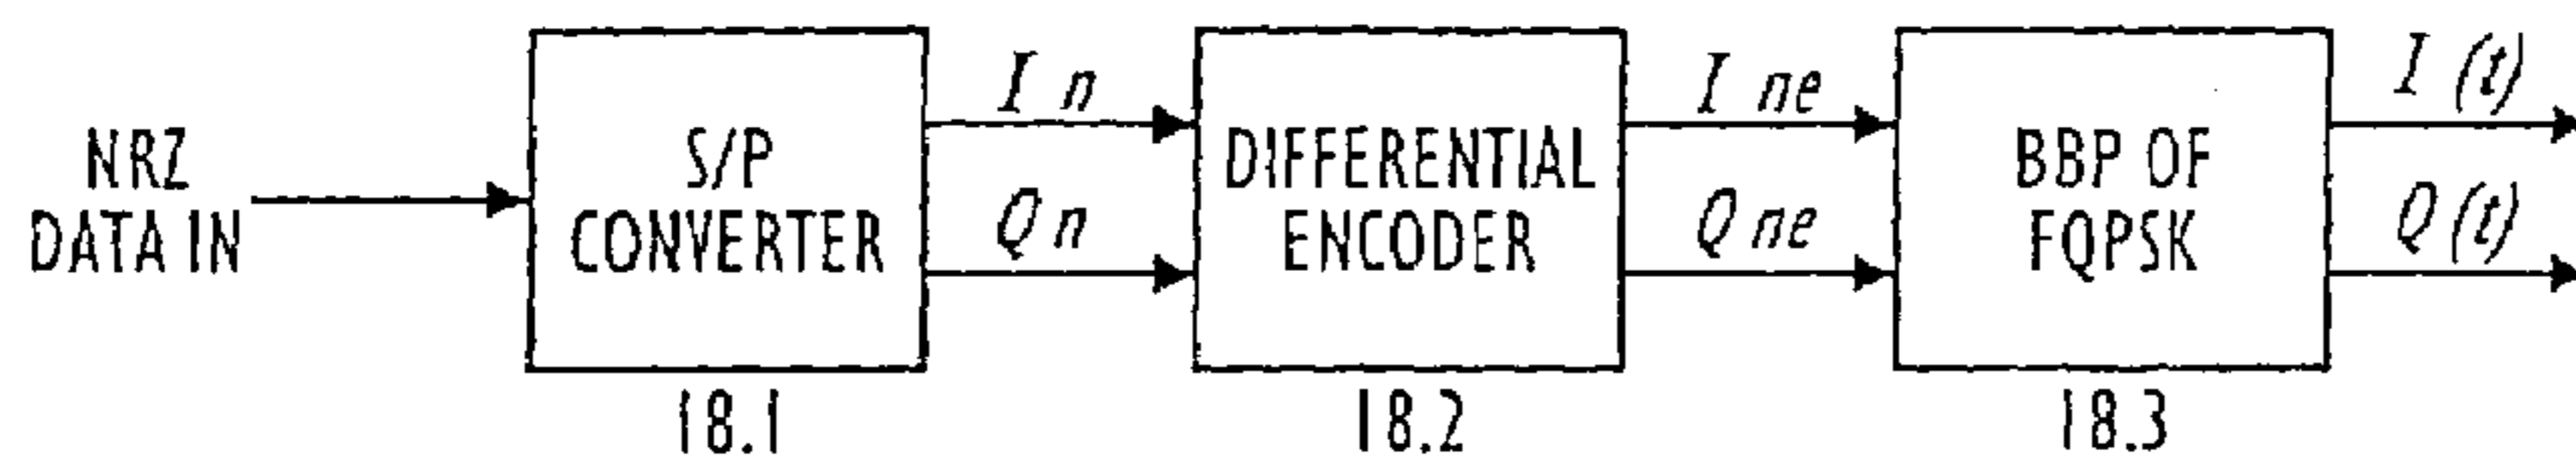 NRZ
DATA IN
S/P
CONVERTER
18.1
I n
Q n
DIFFERENTIAL
ENCODER
18.2
I ne
Q ne
BBP OF
FQPSK
18.3
I (t)
Q (t)